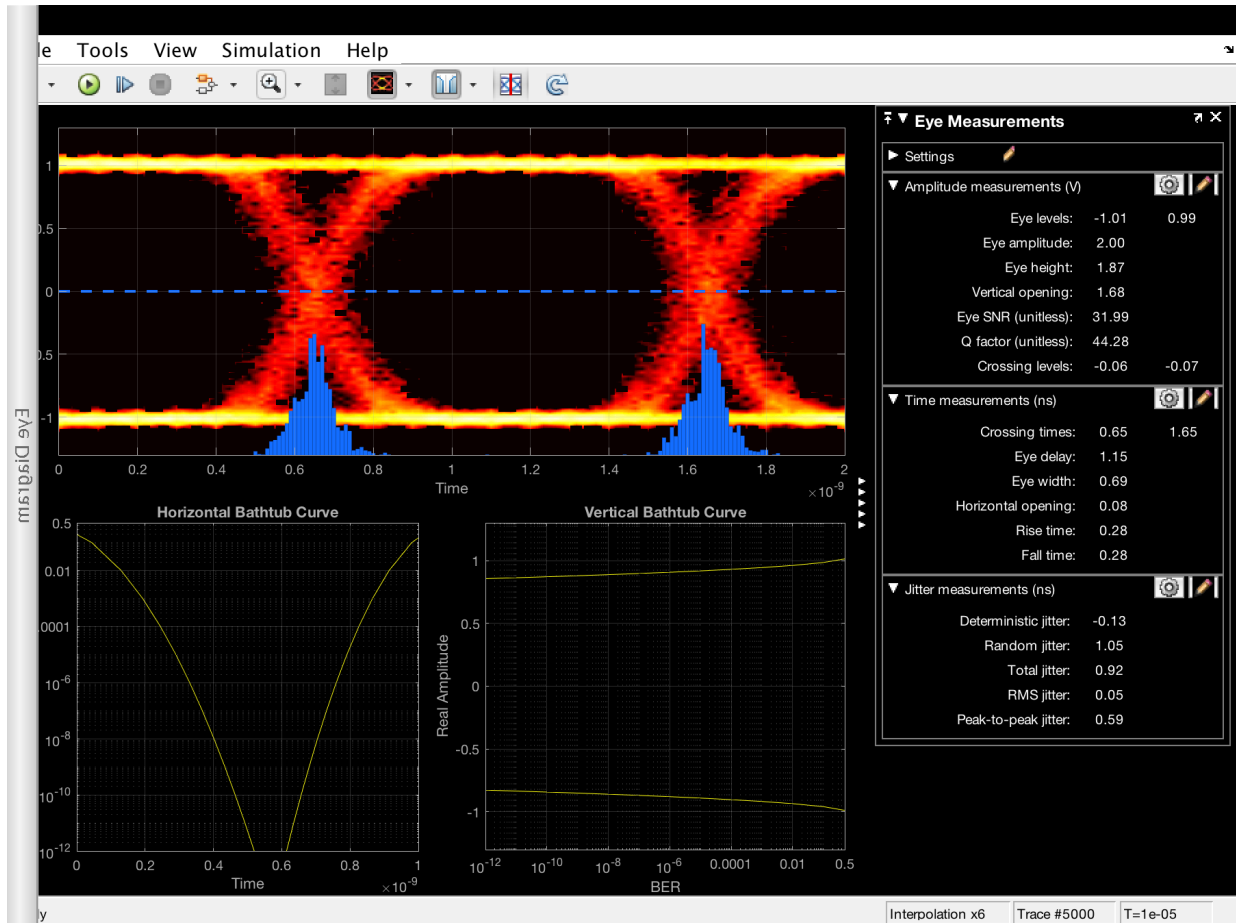 le Tools View Simulation Help
Eye Diagram
1
0.5
0
0.5
-1
0 0.4 0.6 0.8 1 1.2 1.4 1.6 1.8 2
Time
×10-9
Horizontal Bathtub Curve
0.5
0.01
.0001
10-6
10-8
10-10
10-12
0 0.2 0.4 0.6 0.8 1
Time
×10-9
Vertical Bathtub Curve
Real Amplitude
1
0.5
0
-0.5
-1
10-12 10-10 10-8 10-6 0.0001 0.01 0.5
BER
Eye Measurements
Settings
Amplitude measurements (V)
Eye levels: -1.01 0.99
Eye amplitude: 2.00
Eye height: 1.87
Vertical opening: 1.68
Eye SNR (unitless): 31.99
Q factor (unitless): 44.28
Crossing levels: -0.06 -0.07
Time measurements (ns)
Crossing times: 0.65 1.65
Eye delay: 1.15
Eye width: 0.69
Horizontal opening: 0.08
Rise time: 0.28
Fall time: 0.28
Jitter measurements (ns)
Deterministic jitter: -0.13
Random jitter: 1.05
Total jitter: 0.92
RMS jitter: 0.05
Peak-to-peak jitter: 0.59
ly
Interpolation x6 Trace #5000 T=1e-05